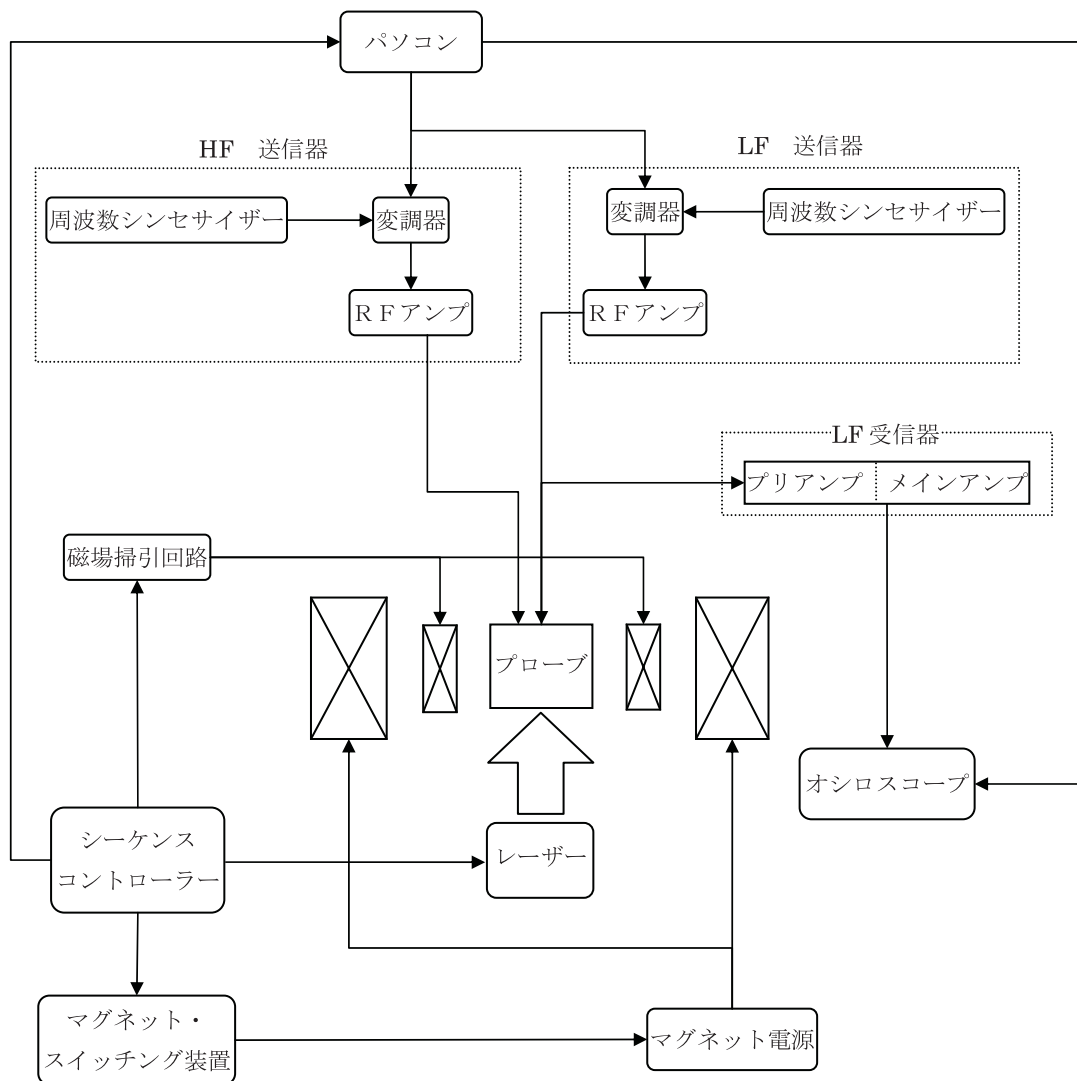 パソコン
HF 送信器
LF 送信器
周波数シンセサイザー
変調器
変調器
周波数シンセサイザー
RFアンプ
RFアンプ
LF受信器
プリアンプ
メインアンプ
磁場掃引回路
プローブ
オシロスコープ
シーケンス
コントローラー
レーザー
マグネット・
スイッチング装置
マグネット電源